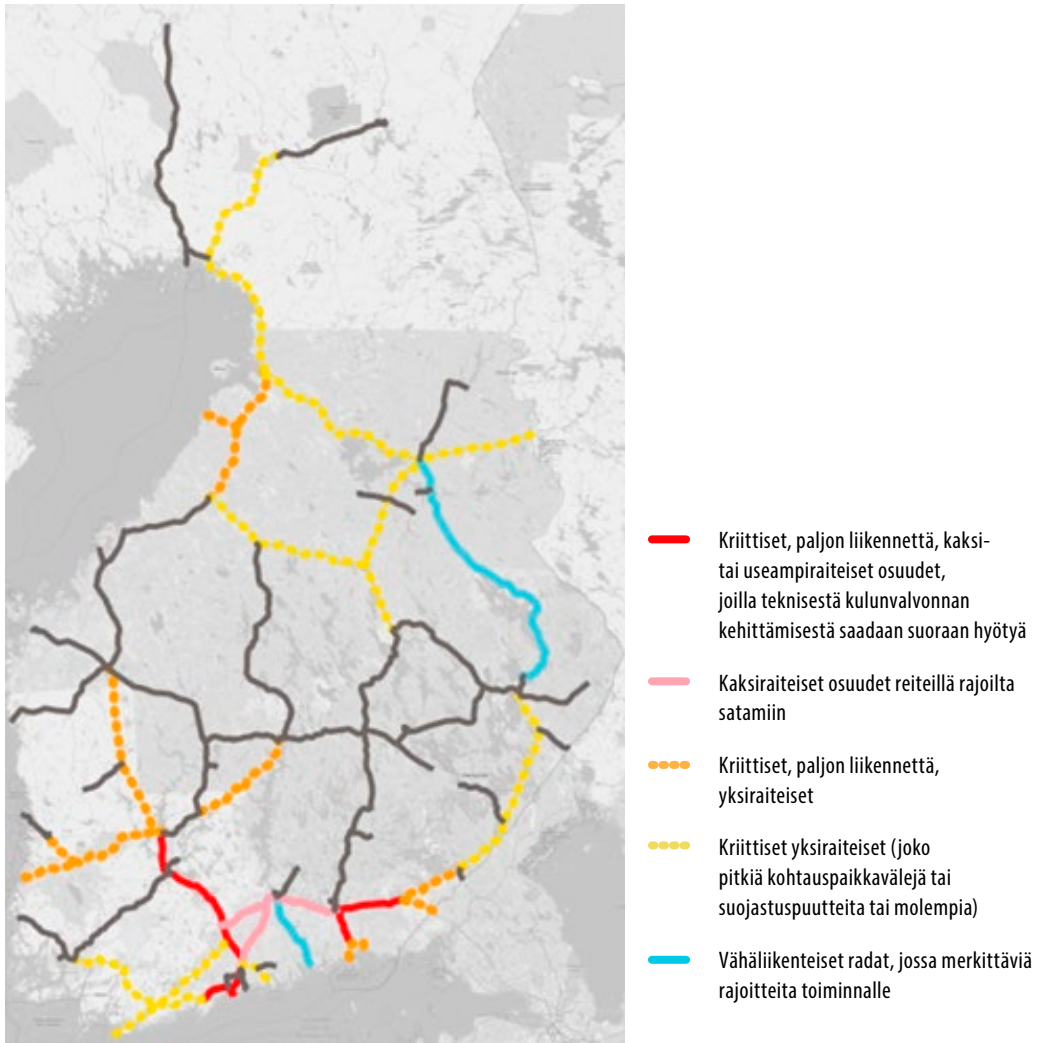 Kriittiset, paljon liikennettä, kaksi-
tai useampiraiteiset osuudet,
joilla teknisestä kulunvalvonnan
kehittämisestä saadaan suoraan hyötyä
Kaksiraiteiset osuudet reiteillä rajoilta
satamiin
Kriittiset, paljon liikennettä,
yksiraiteiset
Kriittiset yksiraiteiset (joko
pitkiä kohtauspaikkavälejä tai
suojastuspuutteita tai molempia)
Vähäliikenteiset radat, jossa merkittäviä
rajoitteita toiminnalle